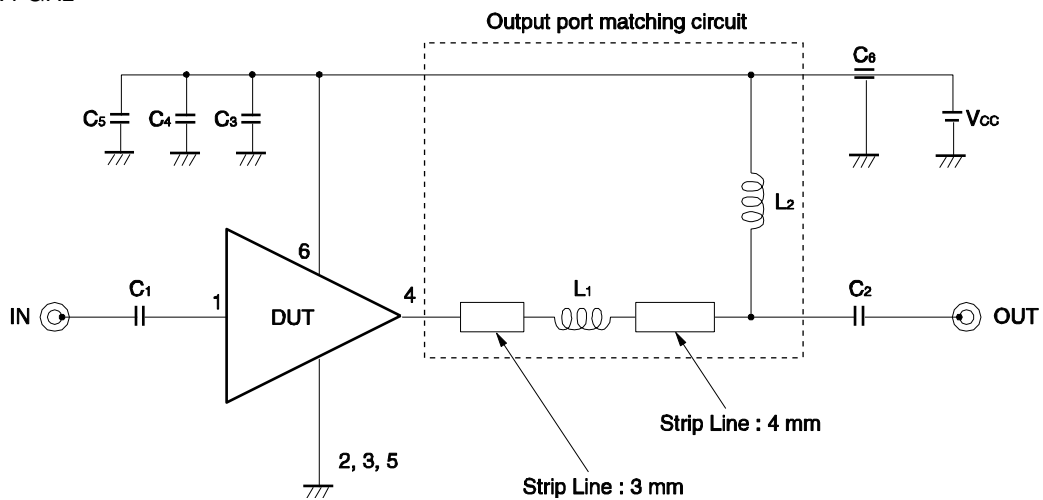 Output port matching circuit
C6
C5
C4
C3
VCC
L2
6
C1
1
DUT
4
L1
C2
IN
OUT
Strip Line : 4 mm
2, 3, 5
Strip Line : 3 mm